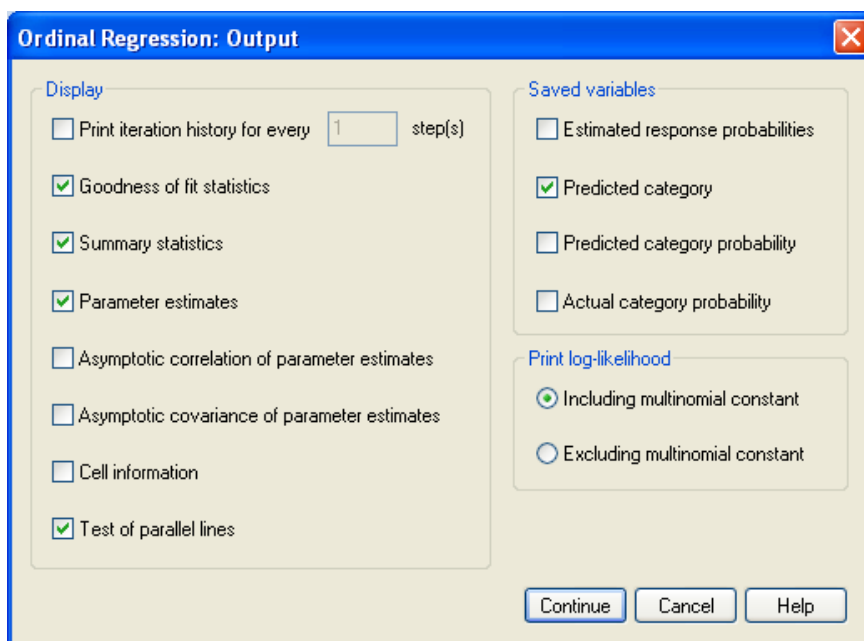 Ordinal Regression: Output
Display
Print iteration history for every 1 step(s)
Goodness of fit statistics
Summary statistics
Parameter estimates
Asymptotic correlation of parameter estimates
Asymptotic covariance of parameter estimates
Cell information
Test of parallel lines
Saved variables
Estimated response probabilities
Predicted category
Predicted category probability
Actual category probability
Print log-likelihood
Including multinomial constant
Excluding multinomial constant
Continue
Cancel
Help